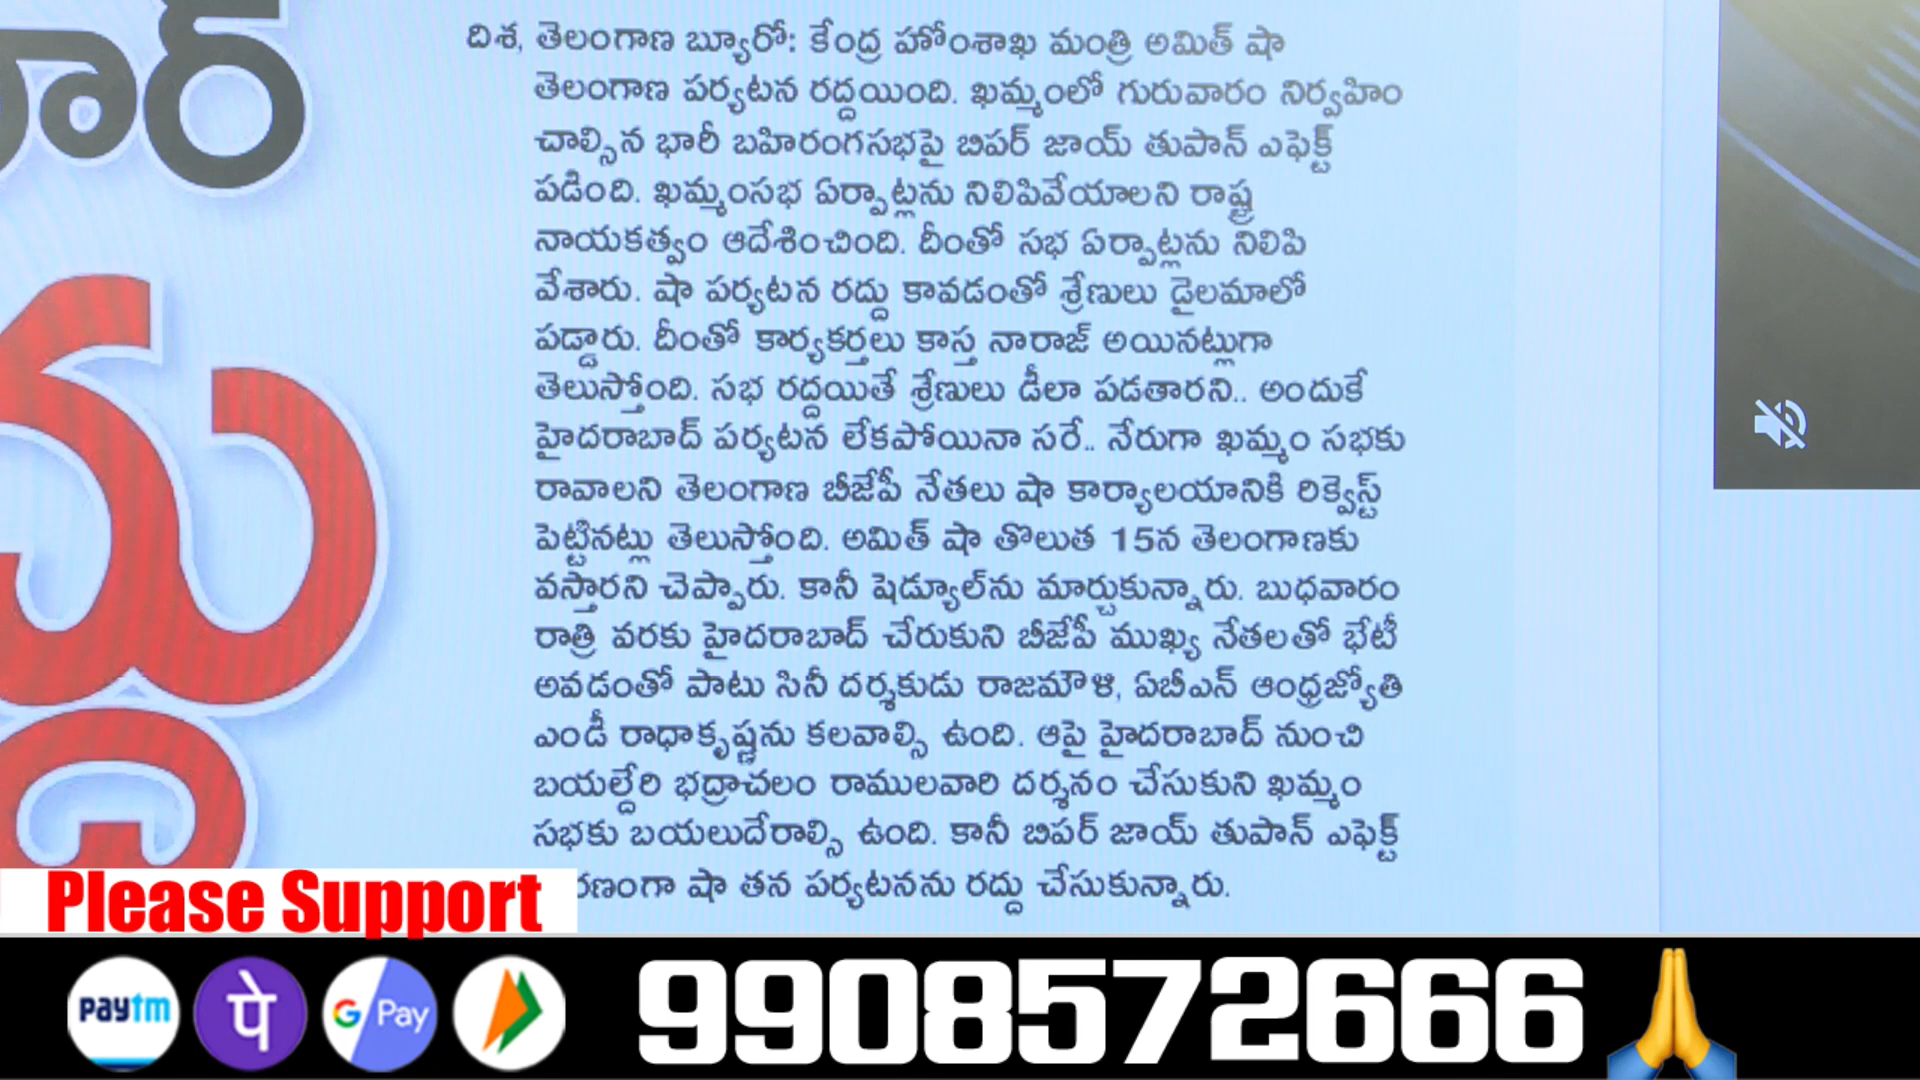 దిశ, తెలంగాణ బ్యూరో: కేంద్ర హోంశాఖ మంత్రి అమిత్ షా
తెలంగాణ పర్యటన రద్దయింది. ఖమ్మంలో గురువారం నిర్వహిం
చాల్సిన భారీ బహిరంగసభపై బిపర్ జాయ్ తుపాన్ ఎఫెక్ట్
పడింది. ఖమ్మంసభ ఏర్పాట్లను నిలిపివేయాలని రాష్ట్ర
నాయకత్వం ఆదేశించింది. దీంతో సభ ఏర్పాట్లను నిలిపి
వేశారు. షా పర్యటన రద్దు కావడంతో శ్రేణులు డైలమాలో
పడ్డారు. దీంతో కార్యకర్తలు కాస్త నారాజ్ అయినట్లుగా
తెలుస్తోంది. సభ రద్దయితే శ్రేణులు డీలా పడతారని.. అందుకే
హైదరాబాద్ పర్యటన లేకపోయినా సరే.. నేరుగా ఖమ్మం సభకు
రావాలని తెలంగాణ బీజేపీ నేతలు షా కార్యాలయానికి రిక్వెస్ట్
పెట్టినట్లు తెలుస్తోంది. అమిత్ షా తొలుత 15న తెలంగాణకు
వస్తారని చెప్పారు. కానీ షెడ్యూల్‌ను మార్చుకున్నారు. బుధవారం
రాత్రి వరకు హైదరాబాద్ చేరుకుని బీజేపీ ముఖ్య నేతలతో భేటీ
అవడంతో పాటు సినీ దర్శకుడు రాజమౌళి, ఏబీఎన్ ఆంధ్రజ్యోతి
ఎండీ రాధాకృష్ణను కలవాల్సి ఉంది. ఆపై హైదరాబాద్ నుంచి
బయల్దేరి భద్రాచలం రాములవారి దర్శనం చేసుకుని ఖమ్మం
సభకు బయలుదేరాల్సి ఉంది. కానీ బిపర్ జాయ్ తుపాన్ ఎఫెక్ట్
రణంగా షా తన పర్యటనను రద్దు చేసుకున్నారు.
Please Support
paytm पे G Pay 9908572666